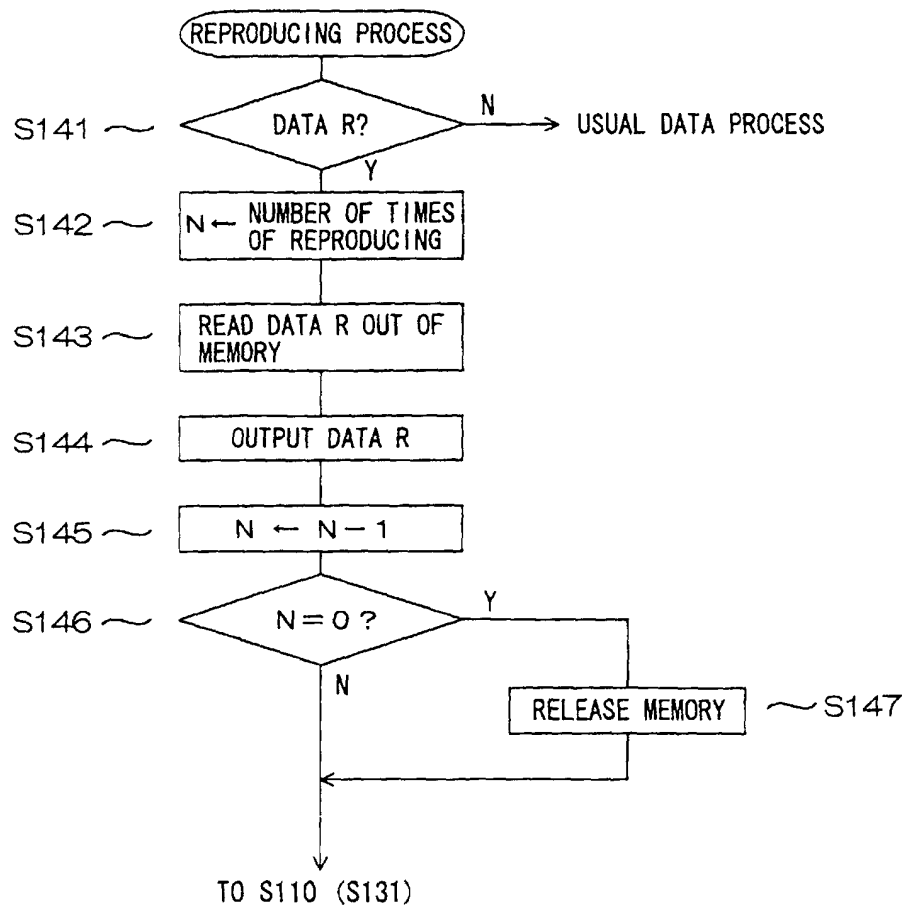 REPRODUCING PROCESS
S141
DATA R?
N
USUAL DATA PROCESS
Y
S142
N ← NUMBER OF TIMES
OF REPRODUCING
S143
READ DATA R OUT OF
MEMORY
S144
OUTPUT DATA R
S145
N ← N − 1
S146
N = 0 ?
Y
N
RELEASE MEMORY
S147
TO S110 (S131)